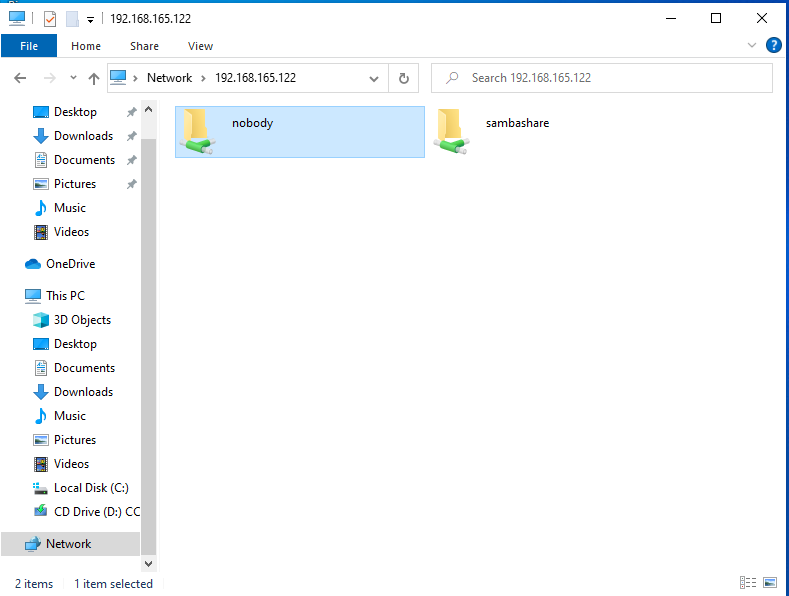 192.168.165.122
File Home Share View
Network 192.168.165.122 Search 192.168.165.122
Desktop
Downloads
Documents
Pictures
Music
Videos
OneDrive
This PC
3D Objects
Desktop
Documents
Downloads
Music
Pictures
Videos
Local Disk (C:)
CD Drive (D:) CC
Network
nobody sambashare
2 items 1 item selected